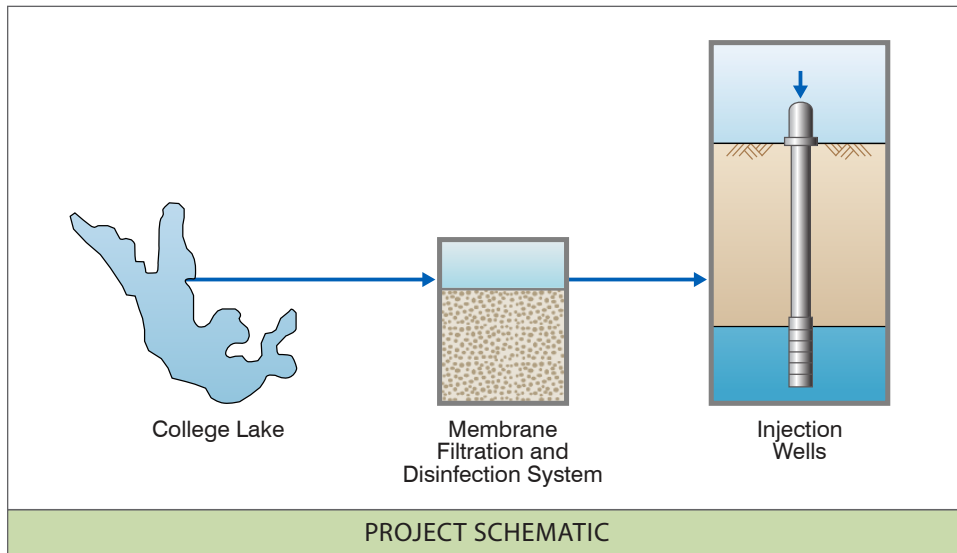 College Lake
Membrane
Filtration and
Disinfection System
Injection
Wells
PROJECT SCHEMATIC